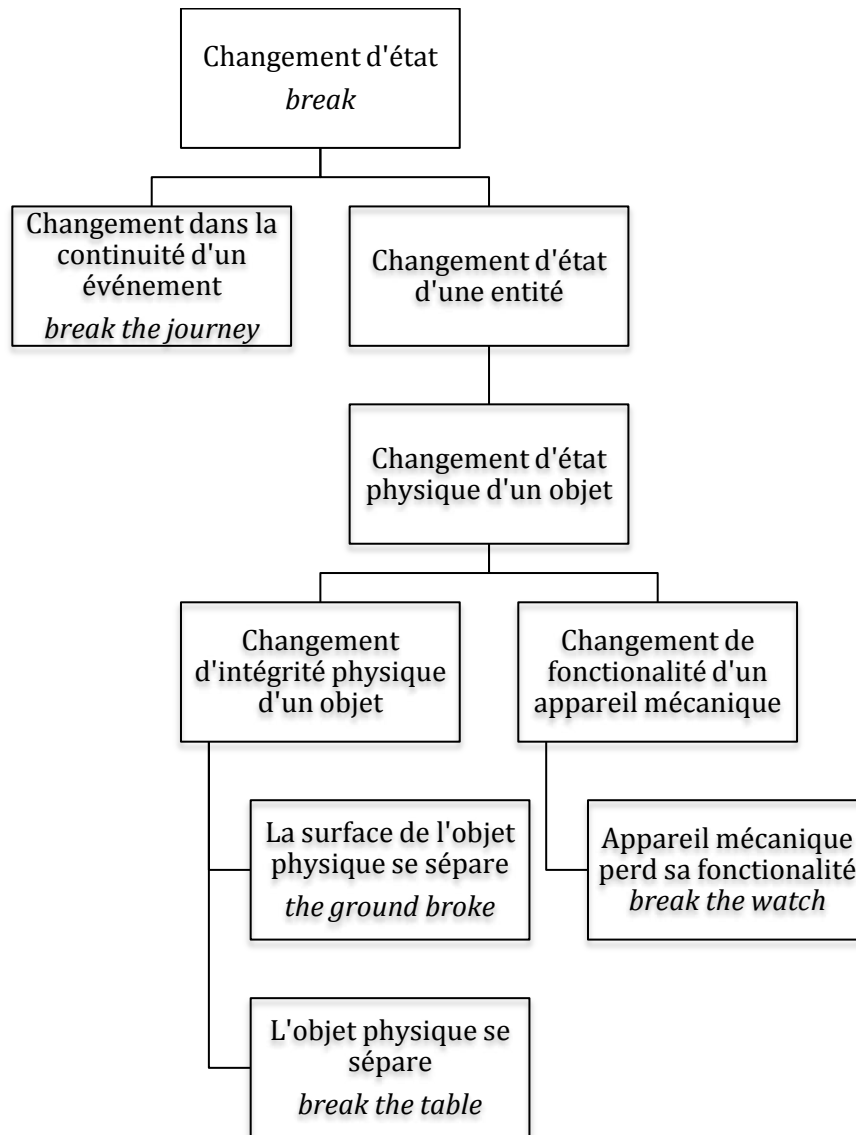 Changement d'état
break
Changement dans la
continuité d'un
événement
break the journey
Changement d'état
d'une entité
Changement d'état
physique d'un objet
Changement
d'intégrité physique
d'un objet
Changement de
fonctionalité d'un
appareil mécanique
La surface de l'objet
physique se sépare
the ground broke
Appareil mécanique
perd sa fonctionalité
break the watch
L'objet physique se
sépare
break the table